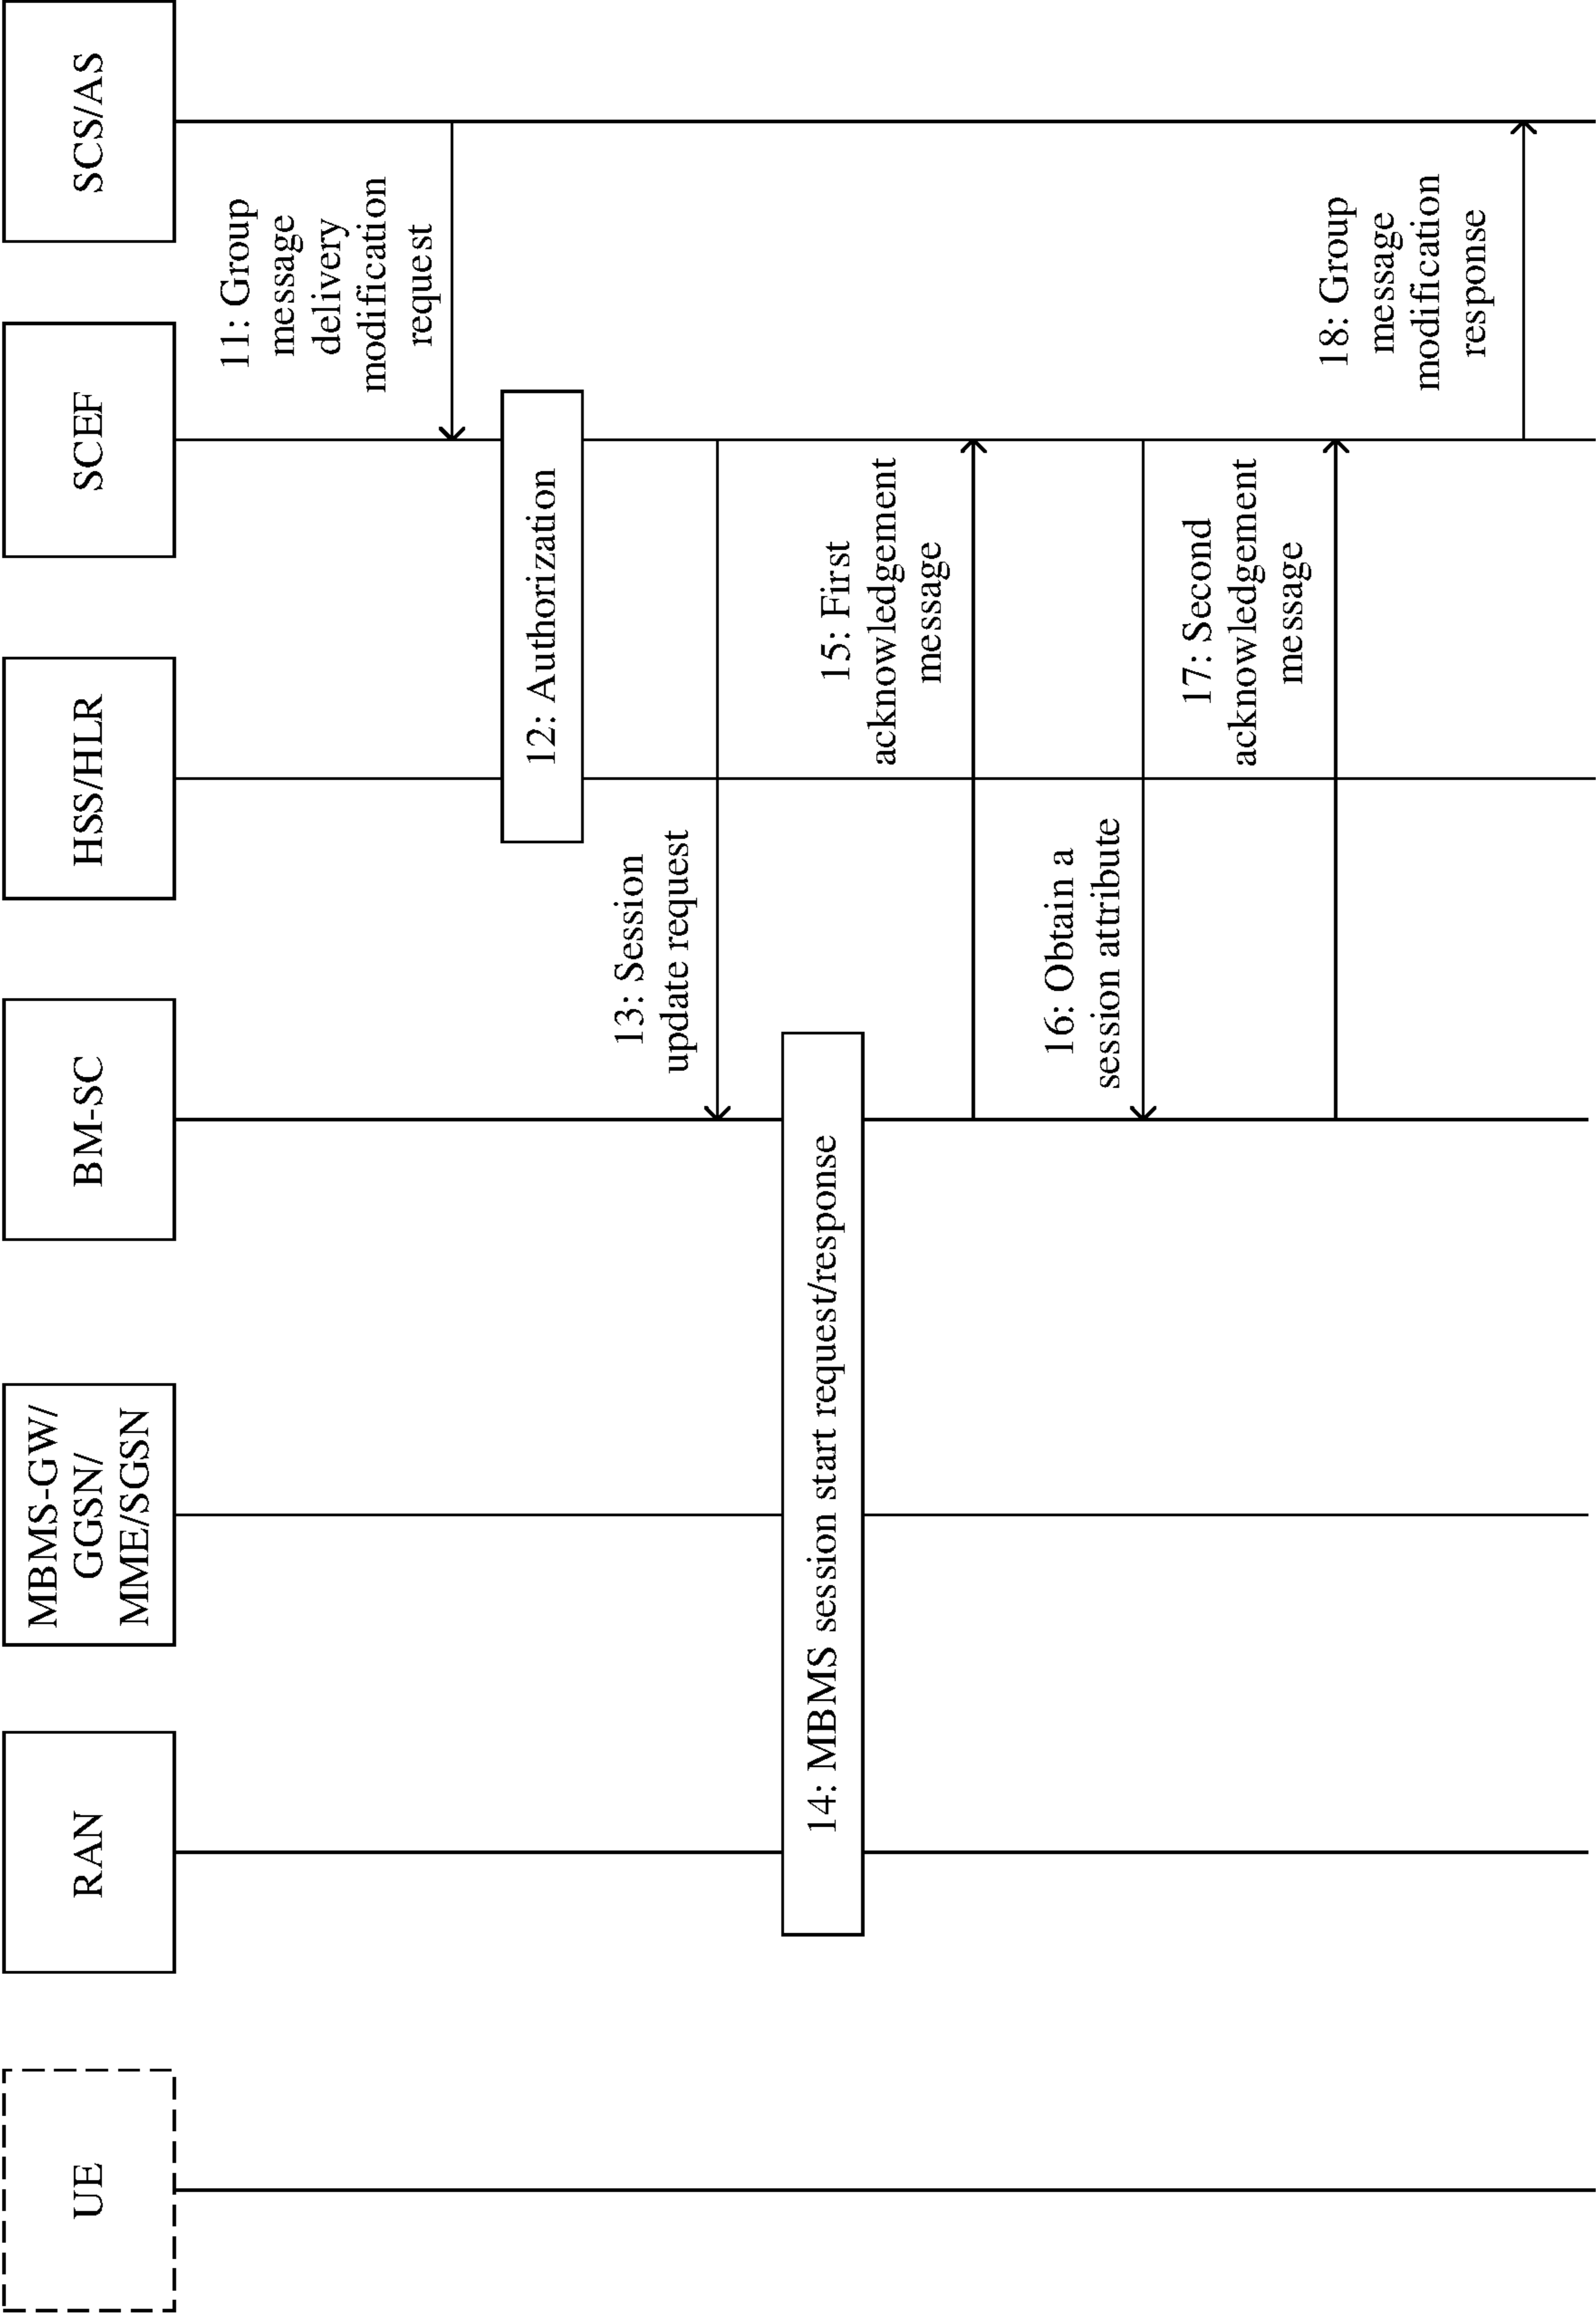 UE
RAN
MBMS-GW/
GGSN/
MME/SGSN
BM-SC
HSS/HLR
SCEF
SCS/AS
11: Group
message
delivery
modification
request
12: Authorization
13: Session
update request
14: MBMS session start request/response
15: First
acknowledgement
message
16: Obtain a
session attribute
17: Second
acknowledgement
message
18: Group
message
modification
response